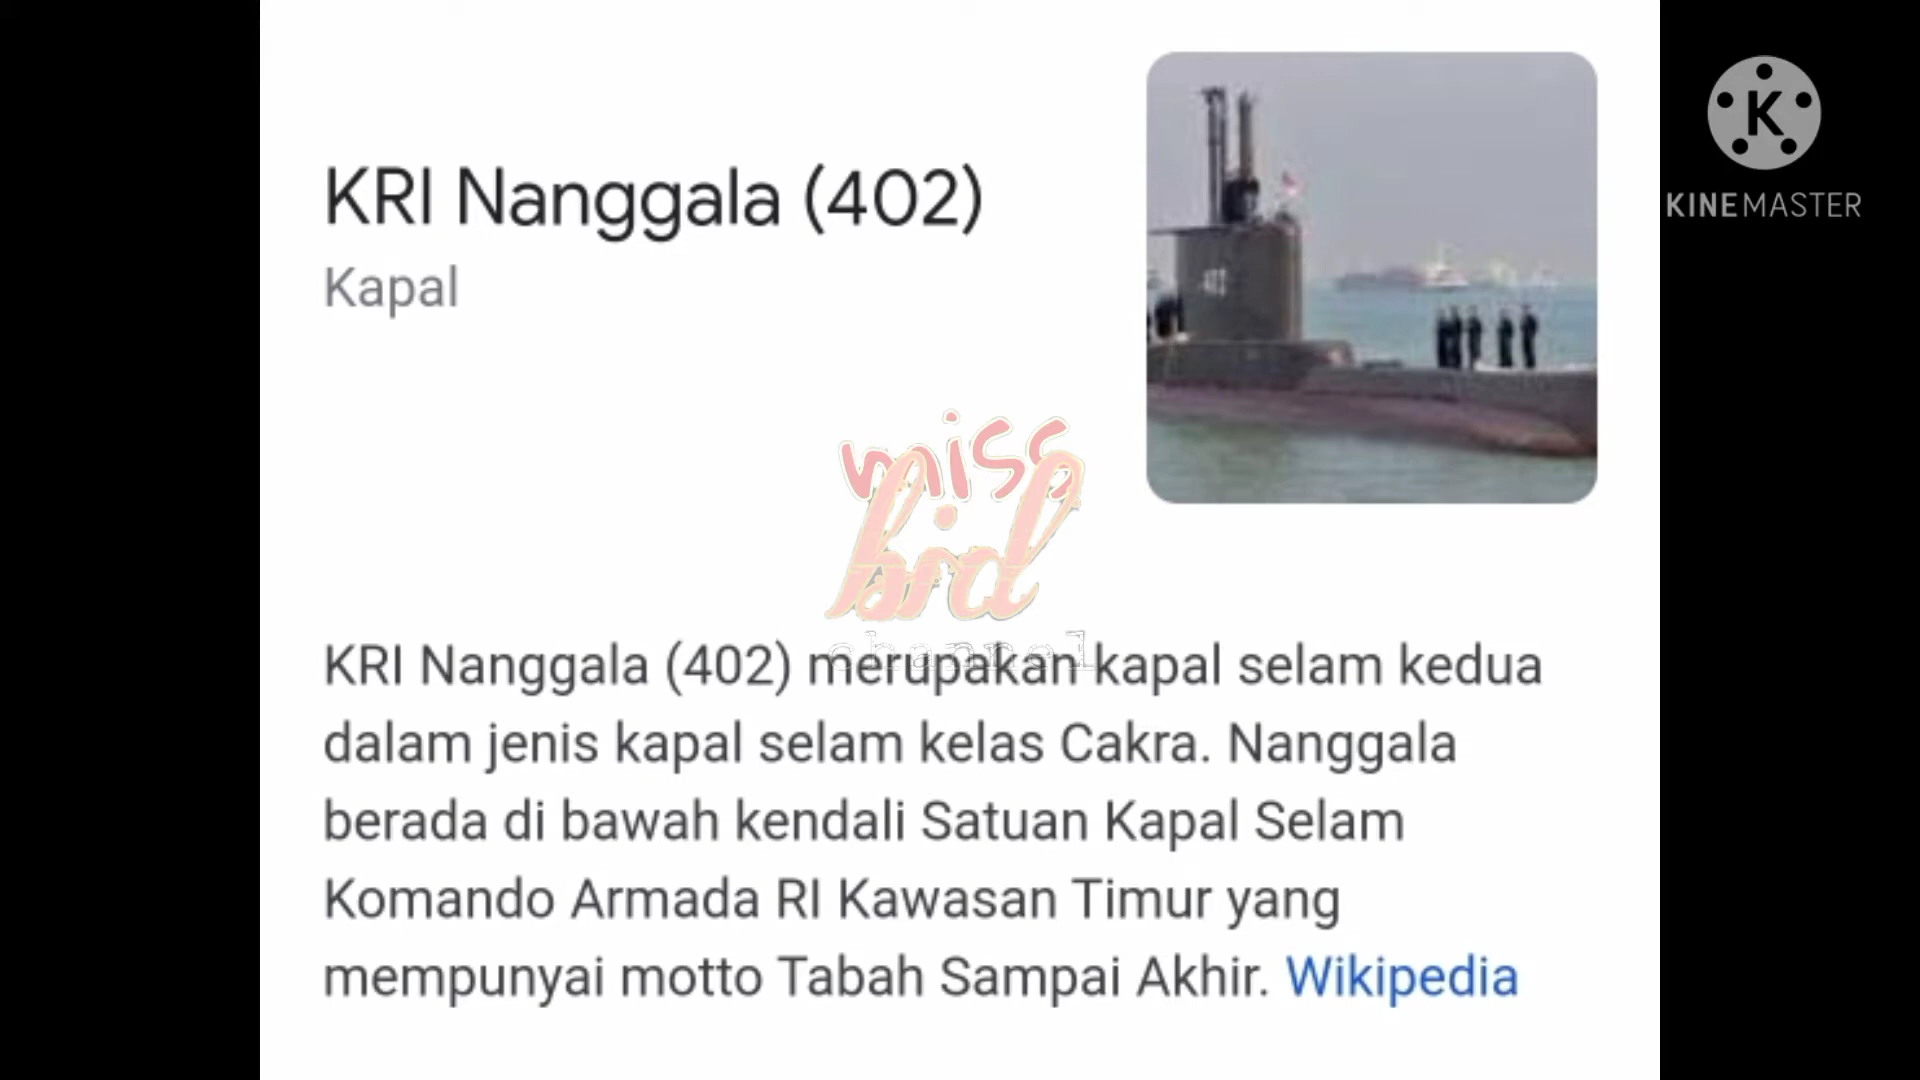 KRI Nanggala (402)
Kapal
K
KINEMASTER
miss
bird
channel
KRI Nanggala (402) merupakan kapal selam kedua
dalam jenis kapal selam kelas Cakra. Nanggala
berada di bawah kendali Satuan Kapal Selam
Komando Armada RI Kawasan Timur yang
mempunyai motto Tabah Sampai Akhir. Wikipedia